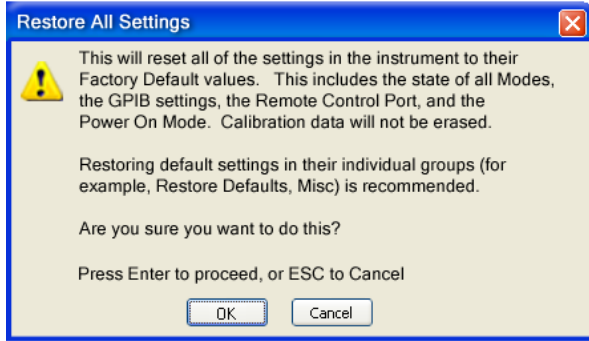 Restore All Settings
This will reset all of the settings in the instrument to their
Factory Default values. This includes the state of all Modes,
the GPIB settings, the Remote Control Port, and the
Power On Mode. Calibration data will not be erased.
Restoring default settings in their individual groups (for
example, Restore Defaults, Misc) is recommended.
Are you sure you want to do this?
Press Enter to proceed, or ESC to Cancel
OK Cancel